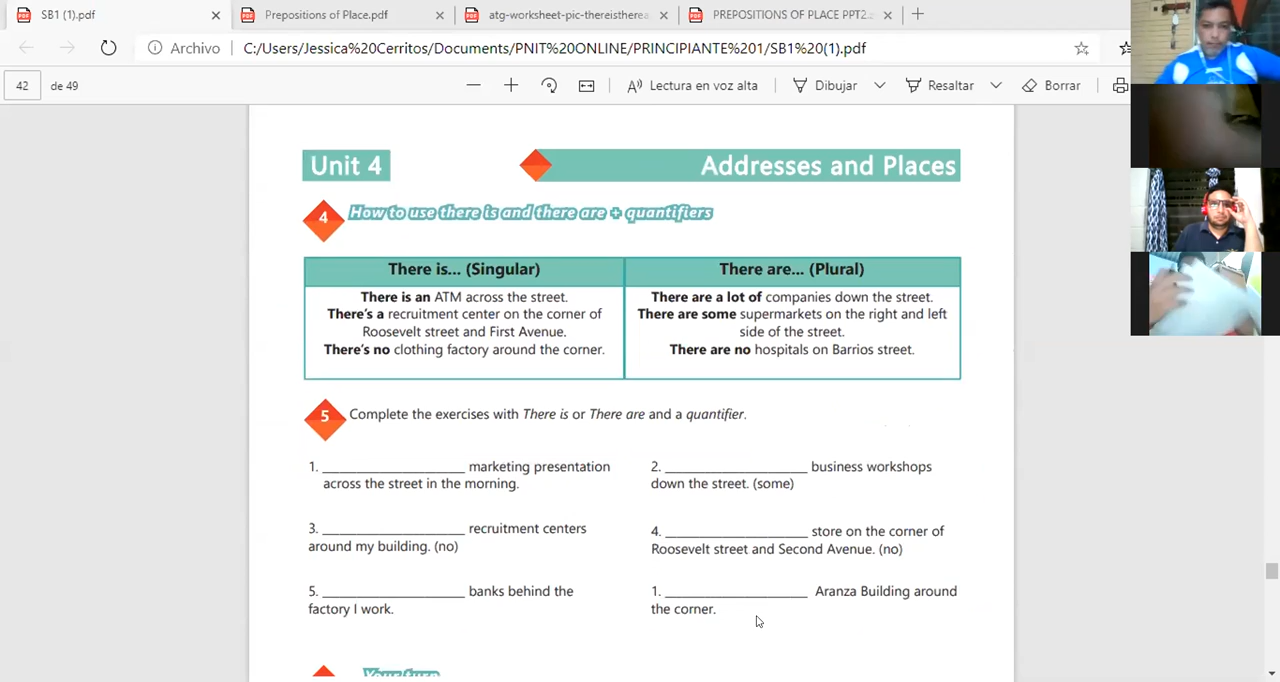 SB1 (1).pdf
Prepositions of Place.pdf
atg-worksheet-pic-thereistherea
PREPOSITIONS OF PLACE PPT2.
Archivo
C:/Users/Jessica%20Cerritos/Documents/PNIT%20ONLINE/PRINCIPIANTE%201/SB1%20(1).pdf
42 de 49
Lectura en voz alta
Dibujar
Resaltar
Borrar
Unit 4
Addresses and Places
4 How to use there is and there are + quantifiers
There is... (Singular)
There is an ATM across the street.
There's a recruitment center on the corner of
Roosevelt street and First Avenue.
There's no clothing factory around the corner.
There are... (Plural)
There are a lot of companies down the street.
There are some supermarkets on the right and left
side of the street.
There are no hospitals on Barrios street.
5 Complete the exercises with There is or There are and a quantifier.
1. ____________________ marketing presentation
across the street in the morning.
2. ____________________ business workshops
down the street. (some)
3. ____________________ recruitment centers
around my building. (no)
4. ____________________ store on the corner of
Roosevelt street and Second Avenue. (no)
5. ____________________ banks behind the
factory I work.
1. ____________________ Aranza Building around
the corner.
Your turn